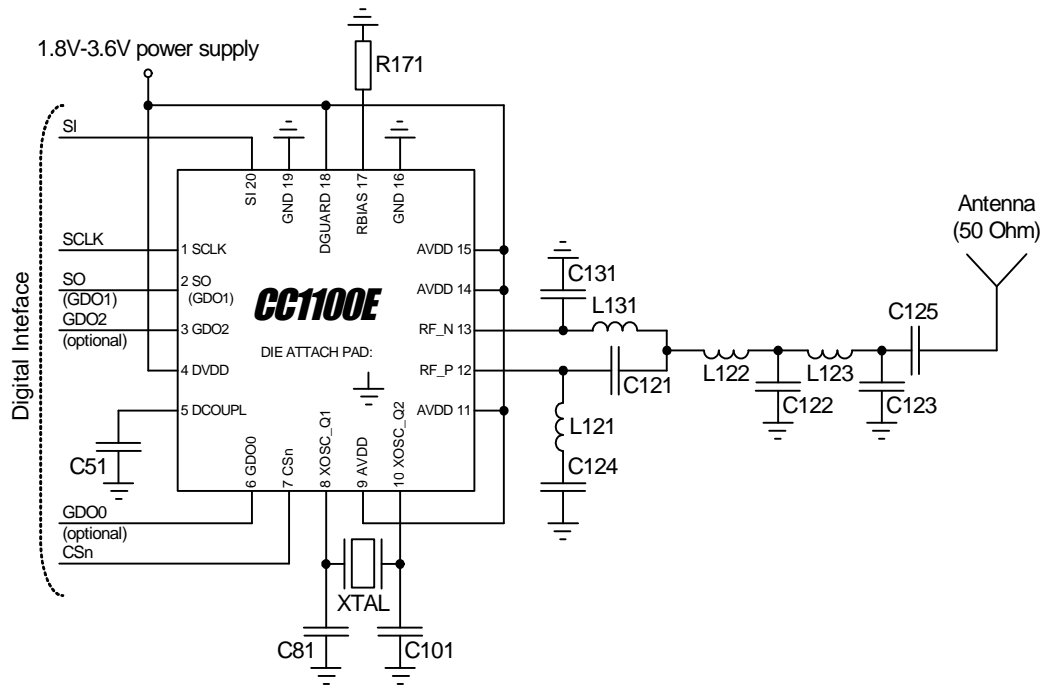 1.8V-3.6V power supply
R171
SI
SI 20
GND 19
DGUARD 18
RBIAS 17
GND 16
Antenna
(50 Ohm)
Digital Inteface
SCLK
1 SCLK
AVDD 15
SO
(GDO1)
2 SO
(GDO1)
AVDD 14
C131
L131
C125
GDO2
(optional)
3 GDO2
CC1100E
RF_N 13
DIE ATTACH PAD:
4 DVDD
RF_P 12
C121
L122
L123
C122
C123
5 DCOUPL
AVDD 11
L121
C124
C51
6 GDO0
7 CSn
8 XOSC_Q1
9 AVDD
10 XOSC_Q2
GDO0
(optional)
CSn
XTAL
C81
C101